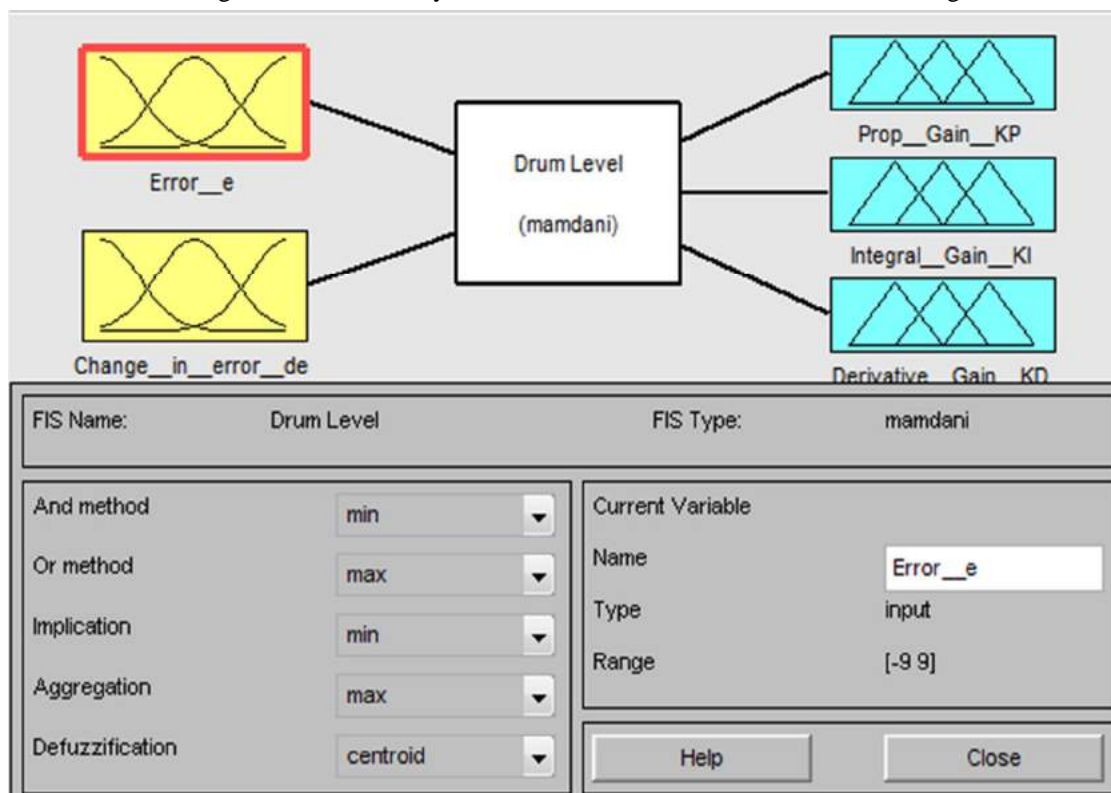 Error__e
Change__in__error__de
Drum Level
(mamdani)
Prop__Gain__KP
Integral__Gain__KI
Derivative__Gain__KD
FIS Name: Drum Level FIS Type: mamdani
And method min
Or method max
Implication min
Aggregation max
Defuzzification centroid
Current Variable
Name Error__e
Type input
Range [-9 9]
Help Close